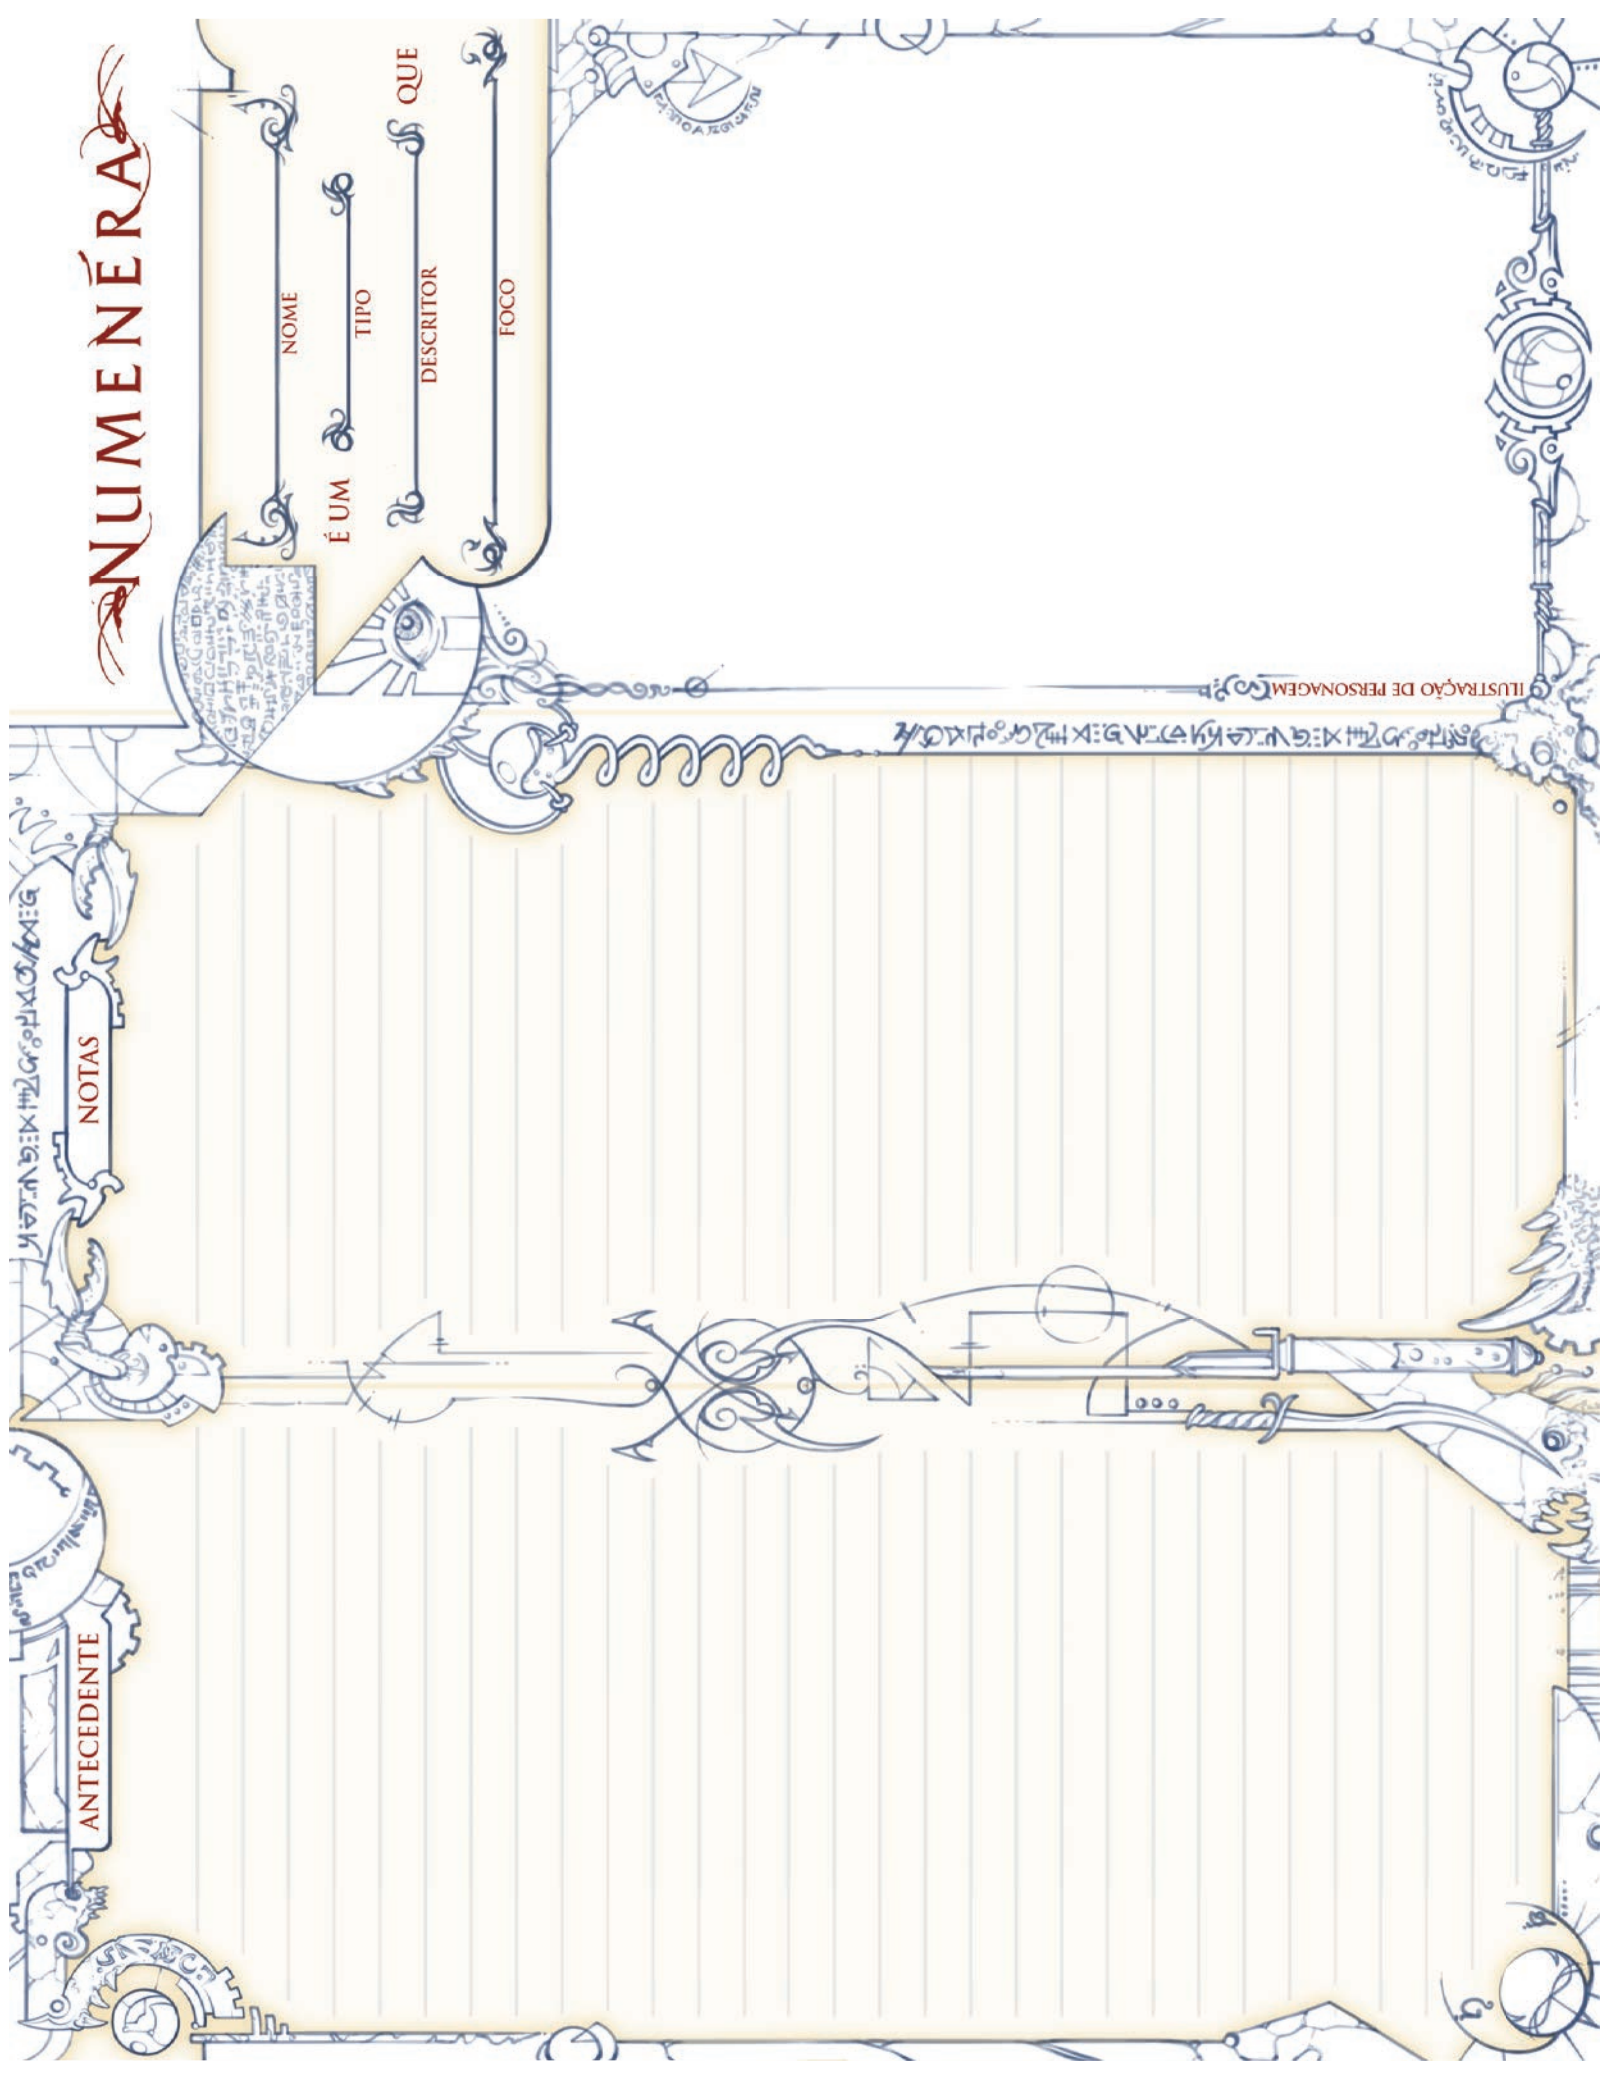 NUMENÉRA
NOME
É UM
TIPO
DESCRITOR
QUE
FOCO
ILUSTRAÇÃO DE PERSONAGEM
NOTAS
ANTECEDENTE